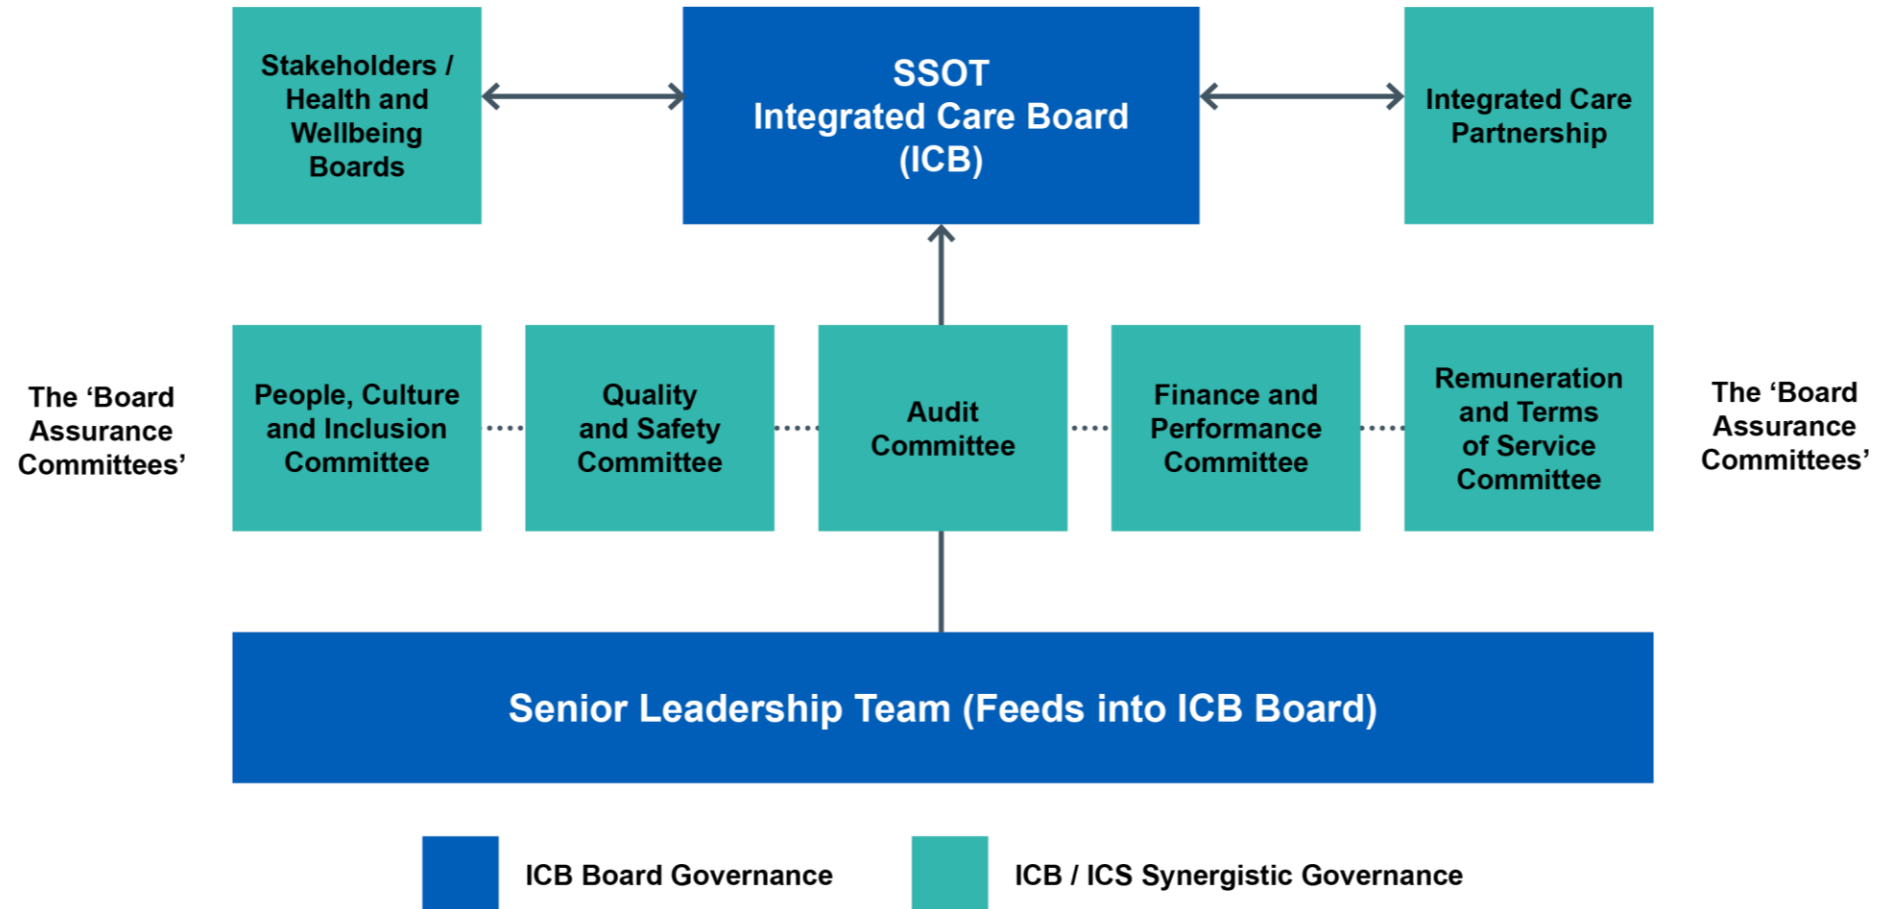 Stakeholders /
Health and
Wellbeing
Boards
SSOT
Integrated Care Board
(ICB)
Integrated Care
Partnership
The ‘Board
Assurance
Committees’
People, Culture
and Inclusion
Committee
Quality
and Safety
Committee
Audit
Committee
Finance and
Performance
Committee
Remuneration
and Terms
of Service
Committee
The ‘Board
Assurance
Committees’
Senior Leadership Team (Feeds into ICB Board)
ICB Board Governance
ICB / ICS Synergistic Governance